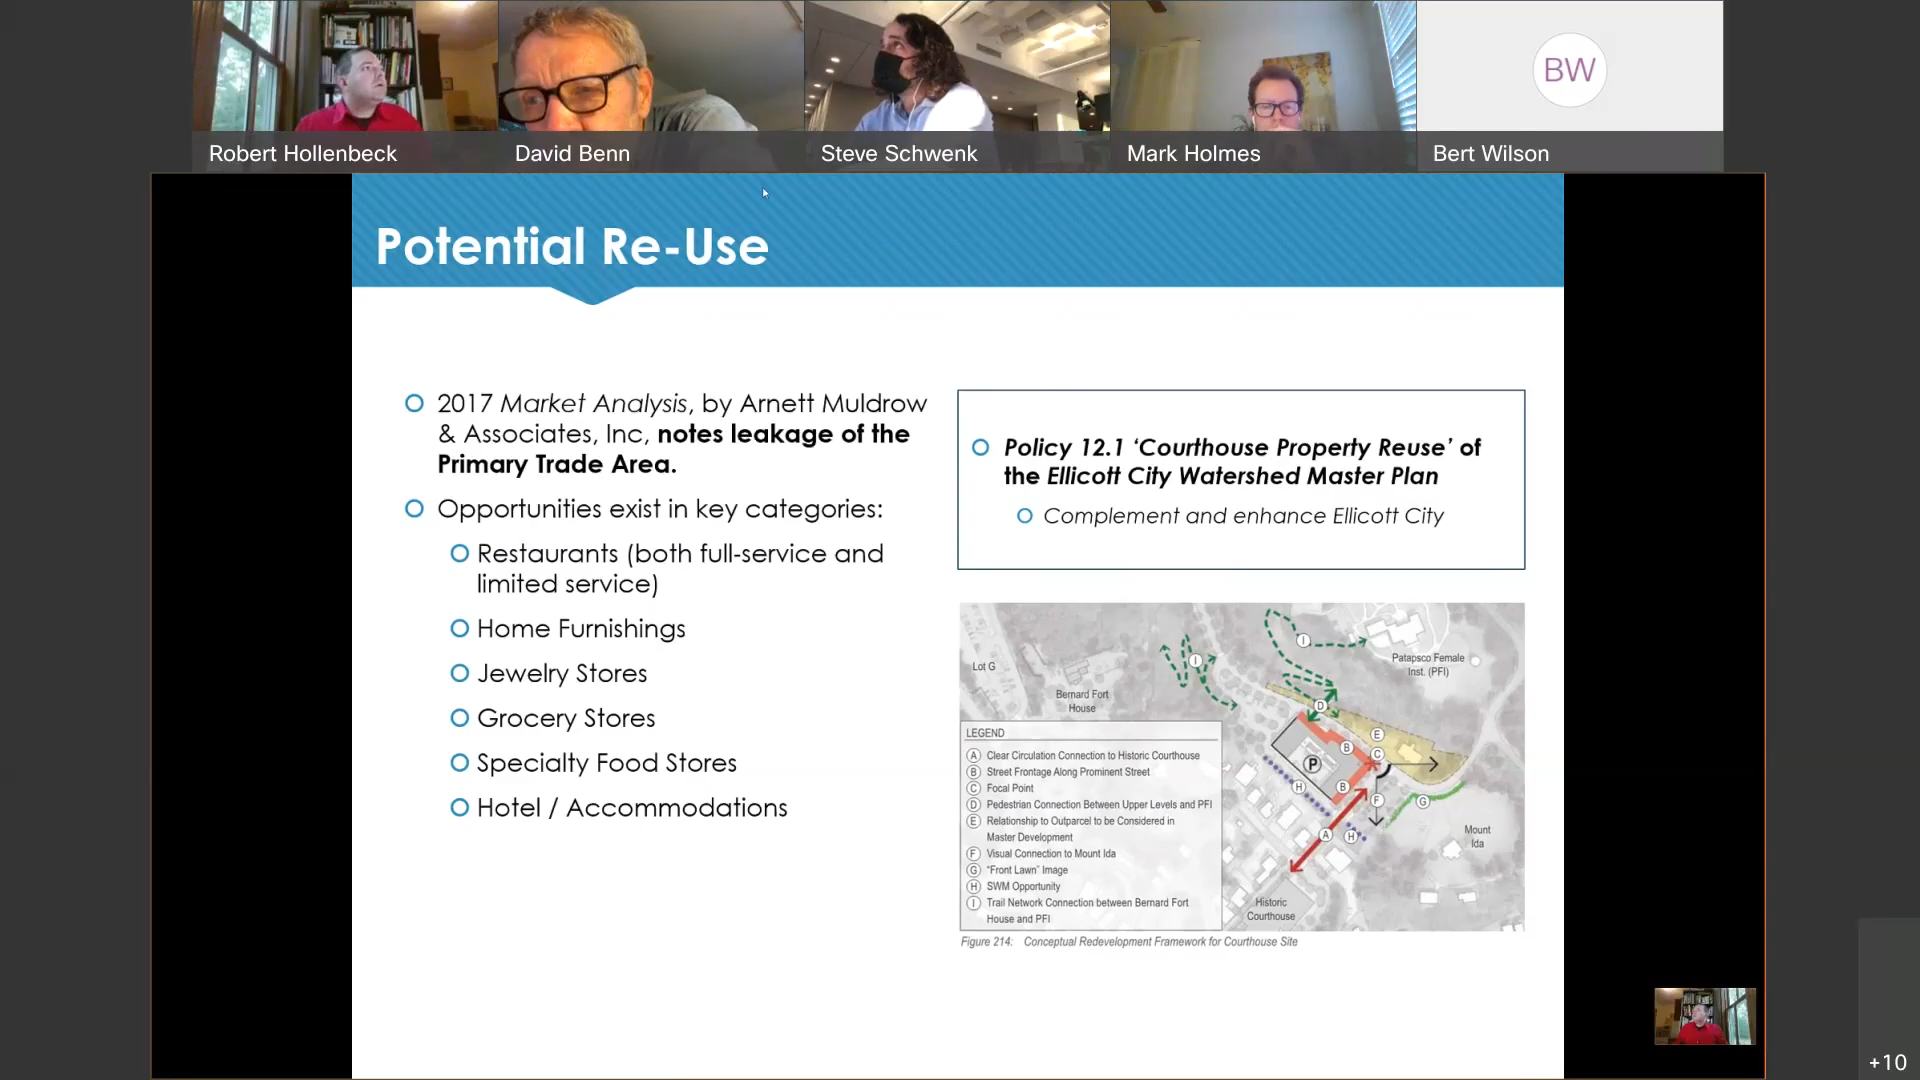 Robert Hollenbeck
David Benn
Steve Schwenk
Mark Holmes
BW
Bert Wilson
Potential Re-Use
2017 Market Analysis, by Arnett Muldrow
& Associates, Inc, notes leakage of the
Primary Trade Area.
Opportunities exist in key categories:
Restaurants (both full-service and
limited service)
Home Furnishings
Jewelry Stores
Grocery Stores
Specialty Food Stores
Hotel / Accommodations
Policy 12.1 ‘Courthouse Property Reuse’ of
the Ellicott City Watershed Master Plan
Complement and enhance Ellicott City
Lot G
Bernard Fort
House
I
I
Patapsco Female
Inst. (PFI)
D
E
B
C
P
H
B
F
G
A
H
Mount
Ida
Historic
Courthouse
LEGEND
A Clear Circulation Connection to Historic Courthouse
B Street Frontage Along Prominent Street
C Focal Point
D Pedestrian Connection Between Upper Levels and PFI
E Relationship to Outparcel to be Considered in
Master Development
F Visual Connection to Mount Ida
G “Front Lawn” Image
H SWM Opportunity
I Trail Network Connection between Bernard Fort
House and PFI
Figure 214: Conceptual Redevelopment Framework for Courthouse Site
+10